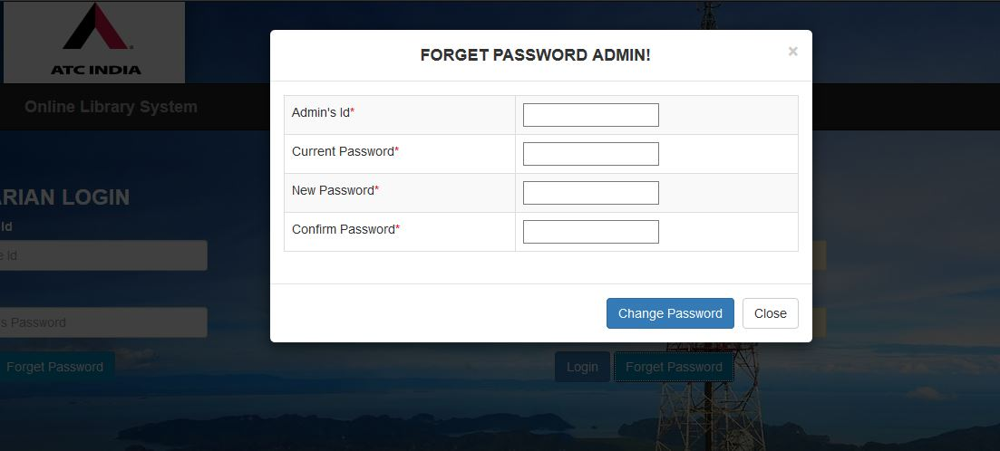 ATC INDIA
FORGET PASSWORD ADMIN!
×
Online Library System
Admin's Id*
Current Password*
New Password*
Confirm Password*
Change Password
Close
LOGIN
Id
Id
Password
Forget Password
Login
Forget Password